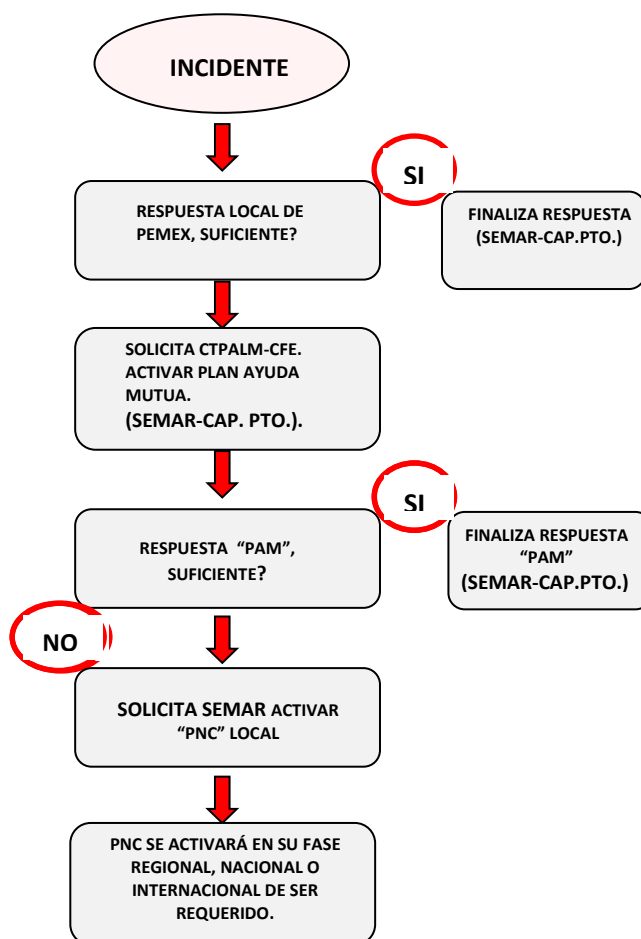 INCIDENTE
SI
RESPUESTA LOCAL DE
PEMEX, SUFICIENTE?
FINALIZA RESPUESTA
(SEMAR-CAP.PTO.)
SOLICITA CTPALM-CFE.
ACTIVAR PLAN AYUDA
MUTUA.
(SEMAR-CAP. PTO.).
SI
RESPUESTA “PAM”,
SUFICIENTE?
FINALIZA RESPUESTA
“PAM”
(SEMAR-CAP.PTO.)
NO
SOLICITA SEMAR ACTIVAR
“PNC” LOCAL
PNC SE ACTIVARÁ EN SU FASE
REGIONAL, NACIONAL O
INTERNACIONAL DE SER
REQUERIDO.